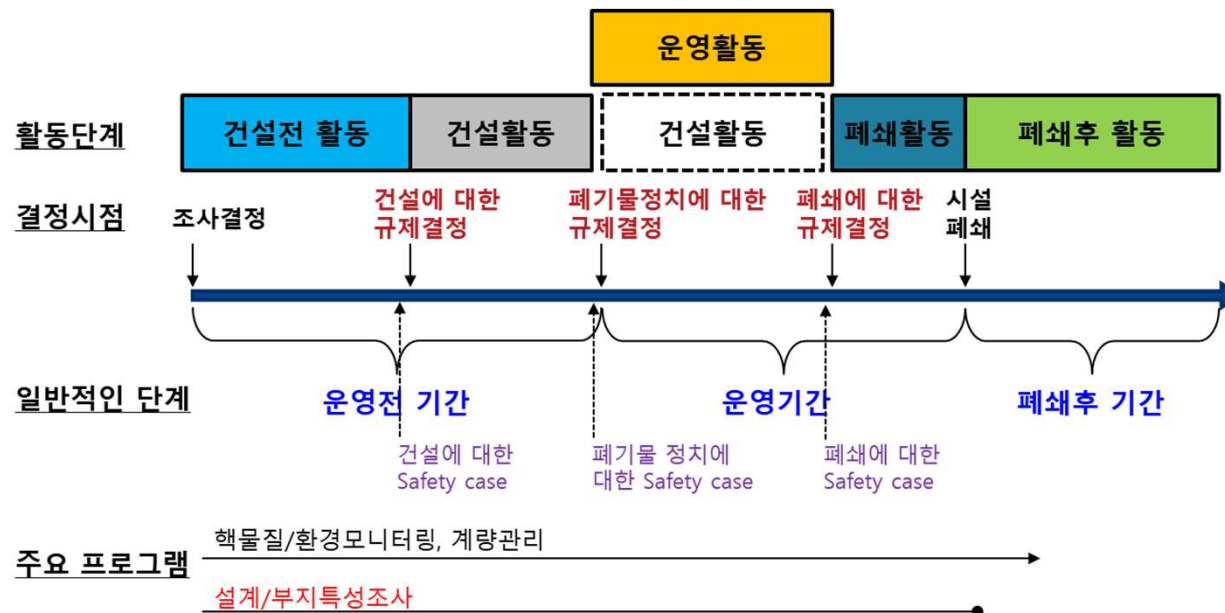 운영활동
활동단계
건설전 활동
건설활동
건설활동
폐쇄활동
폐쇄후 활동
결정시점
조사결정
건설에 대한
규제결정
폐기물정치에 대한
규제결정
폐쇄에 대한
규제결정
시설
폐쇄
일반적인 단계
운영전 기간
운영기간
폐쇄후 기간
건설에 대한
Safety case
폐기물 정치에
대한 Safety case
폐쇄에 대한
Safety case
주요 프로그램
핵물질/환경모니터링, 계량관리
설계/부지특성조사